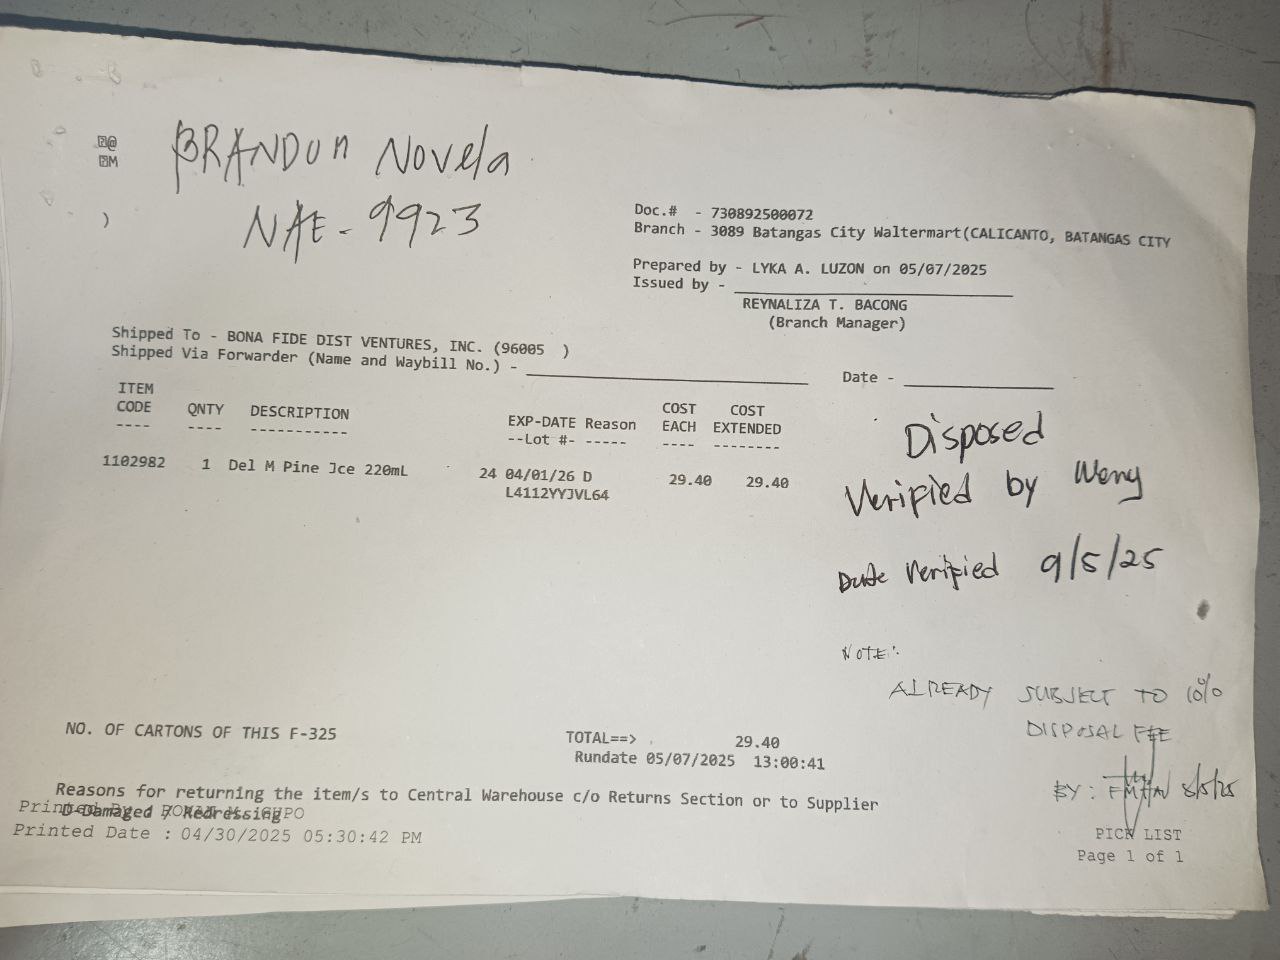 @
M
)
BRANDON Novela
NAE - 9923
Doc.# - 730892500072
Branch - 3089 Batangas City Waltermart(CALICANTO, BATANGAS CITY
Prepared by - LYKA A. LUZON on 05/07/2025
Issued by - ____________________
REYNALIZA T. BACONG
(Branch Manager)
Shipped To - BONA FIDE DIST VENTURES, INC. (96005 )
Shipped Via Forwarder (Name and Waybill No.) - ____________________ Date - ____________________
ITEM CODE QNTY DESCRIPTION EXP-DATE Reason COST EACH COST EXTENDED
---- ---- ----------- --Lot #- ----- ---- --------
1102982 1 Del M Pine Jce 220mL 24 04/01/26 D 29.40 29.40
L4112YYJVL64
Disposed
Verified by Weny
Date Verified 9/5/25
NOTE:
ALREADY SUBJECT TO 10%
DISPOSAL FEE
BY: 8/5/25
NO. OF CARTONS OF THIS F-325 TOTAL==> 29.40
Rundate 05/07/2025 13:00:41
Reasons for returning the item/s to Central Warehouse c/o Returns Section or to Supplier
D-Damaged / Redressing
Printed By :
Printed Date : 04/30/2025 05:30:42 PM
PICK LIST
Page 1 of 1